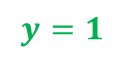 y = 1